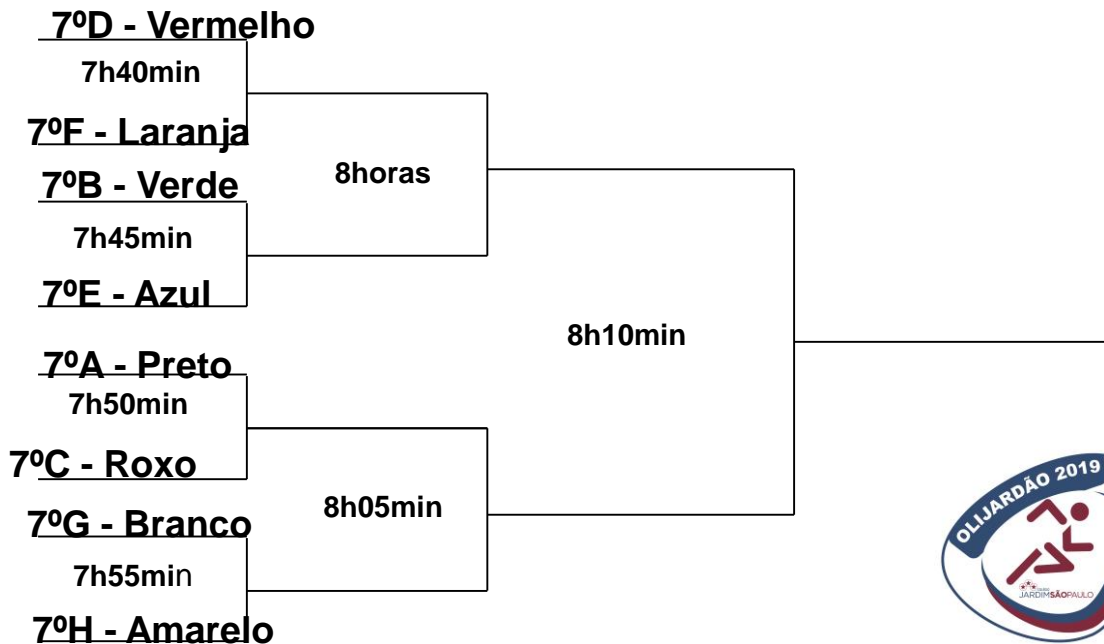 7ºD - Vermelho
7h40min
7ºF - Laranja
8horas
7ºB - Verde
7h45min
7ºE - Azul
8h10min
7ºA - Preto
7h50min
7ºC - Roxo
8h05min
7ºG - Branco
7h55min
7ºH - Amarelo
OLIJARDÃO 2019
JARDIMSÃOPAULO